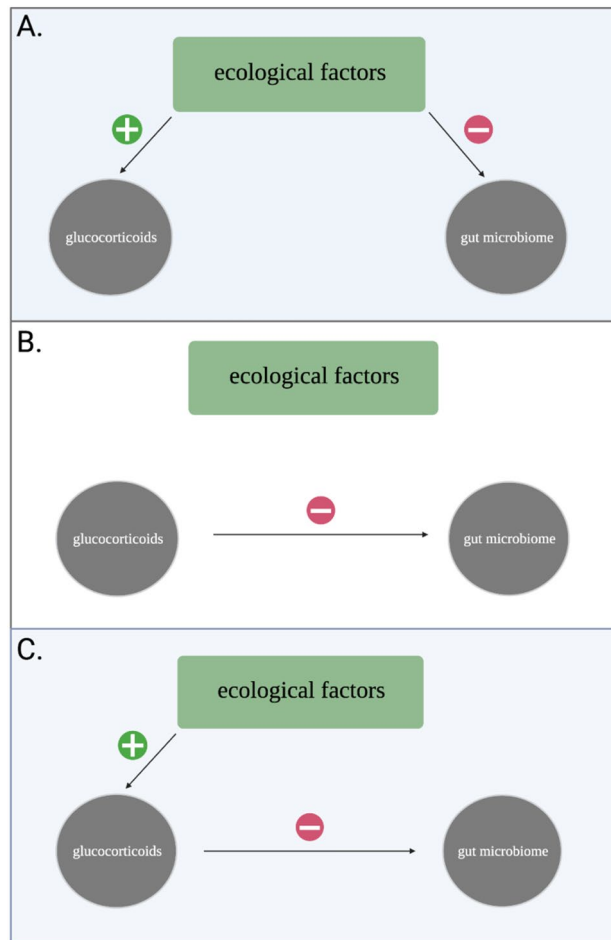 A.
ecological factors
glucocorticoids
gut microbiome
B.
ecological factors
glucocorticoids
gut microbiome
C.
ecological factors
glucocorticoids
gut microbiome